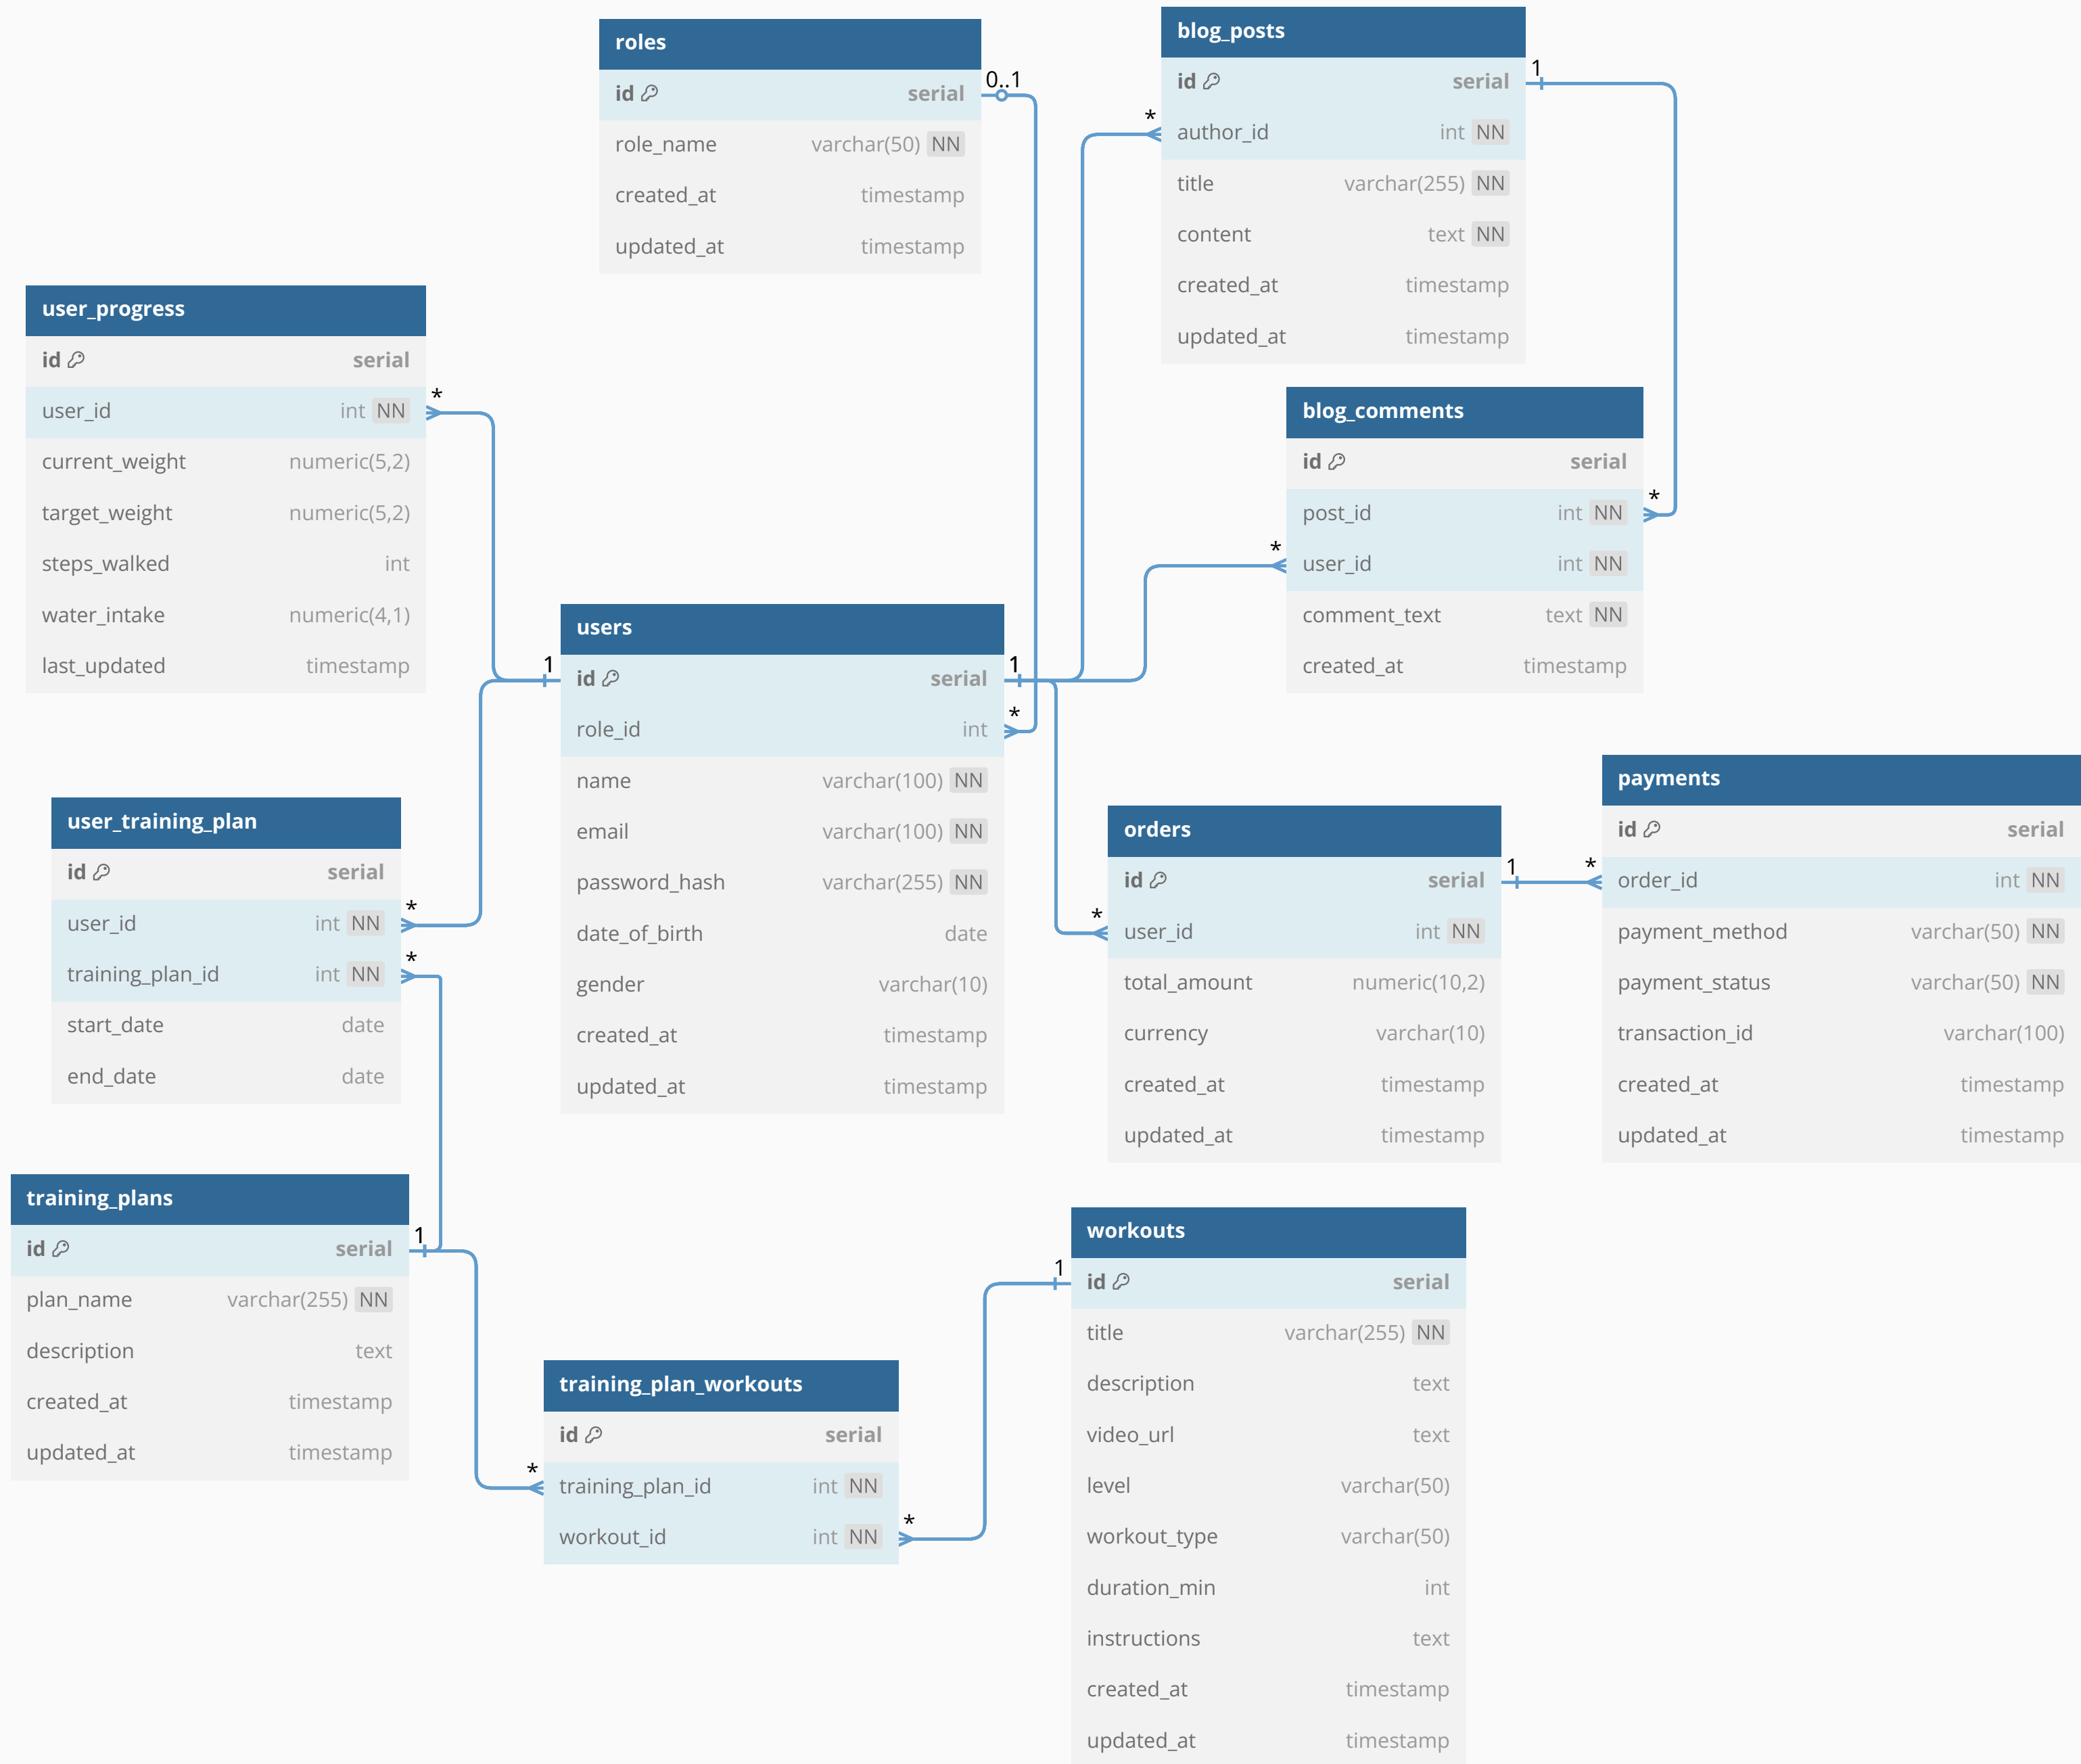 roles
id serial
role_name varchar(50) NN
created_at timestamp
updated_at timestamp
0..1
blog_posts
id serial
author_id int NN
title varchar(255) NN
content text NN
created_at timestamp
updated_at timestamp
1
*
user_progress
id serial
user_id int NN
current_weight numeric(5,2)
target_weight numeric(5,2)
steps_walked int
water_intake numeric(4,1)
last_updated timestamp
*
blog_comments
id serial
post_id int NN
user_id int NN
comment_text text NN
created_at timestamp
*
*
users
id serial
role_id int
name varchar(100) NN
email varchar(100) NN
password_hash varchar(255) NN
date_of_birth date
gender varchar(10)
created_at timestamp
updated_at timestamp
1
1
*
user_training_plan
id serial
user_id int NN
training_plan_id int NN
start_date date
end_date date
*
*
orders
id serial
user_id int NN
total_amount numeric(10,2)
currency varchar(10)
created_at timestamp
updated_at timestamp
1
*
payments
id serial
order_id int NN
payment_method varchar(50) NN
payment_status varchar(50) NN
transaction_id varchar(100)
created_at timestamp
updated_at timestamp
*
training_plans
id serial
plan_name varchar(255) NN
description text
created_at timestamp
updated_at timestamp
1
training_plan_workouts
id serial
training_plan_id int NN
workout_id int NN
*
*
workouts
id serial
title varchar(255) NN
description text
video_url text
level varchar(50)
workout_type varchar(50)
duration_min int
instructions text
created_at timestamp
updated_at timestamp
1